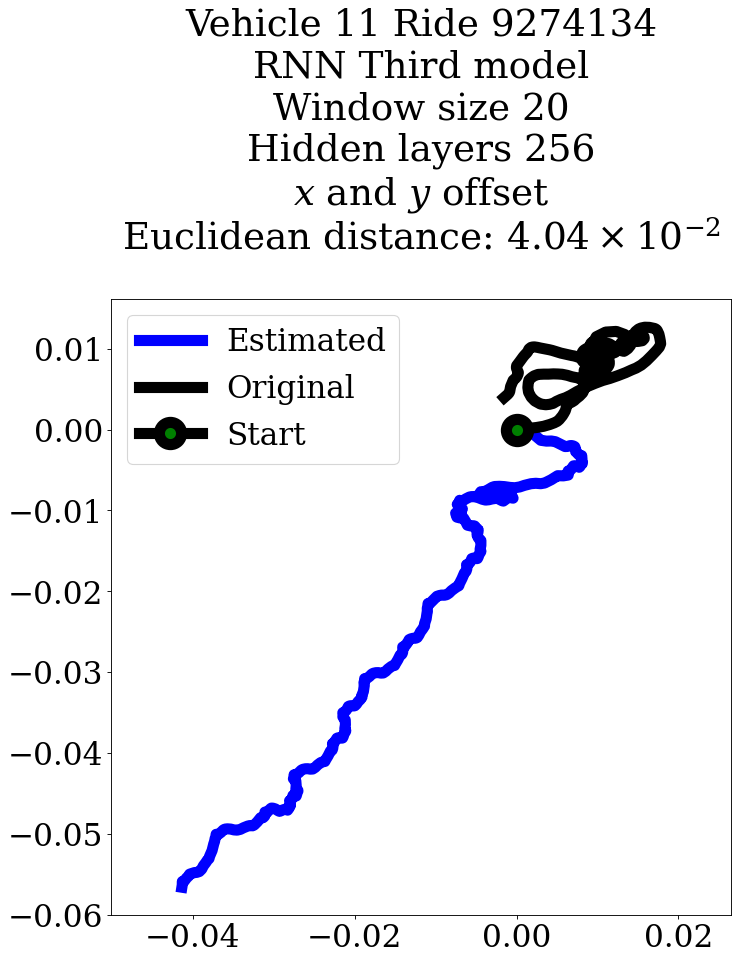 Vehicle 11 Ride 9274134
RNN Third model
Window size 20
Hidden layers 256
x and y offset
Euclidean distance: 4.04 × 10⁻²
Estimated
Original
Start
0.01
0.00
−0.01
−0.02
−0.03
−0.04
−0.05
−0.06
−0.04 −0.02 0.00 0.02